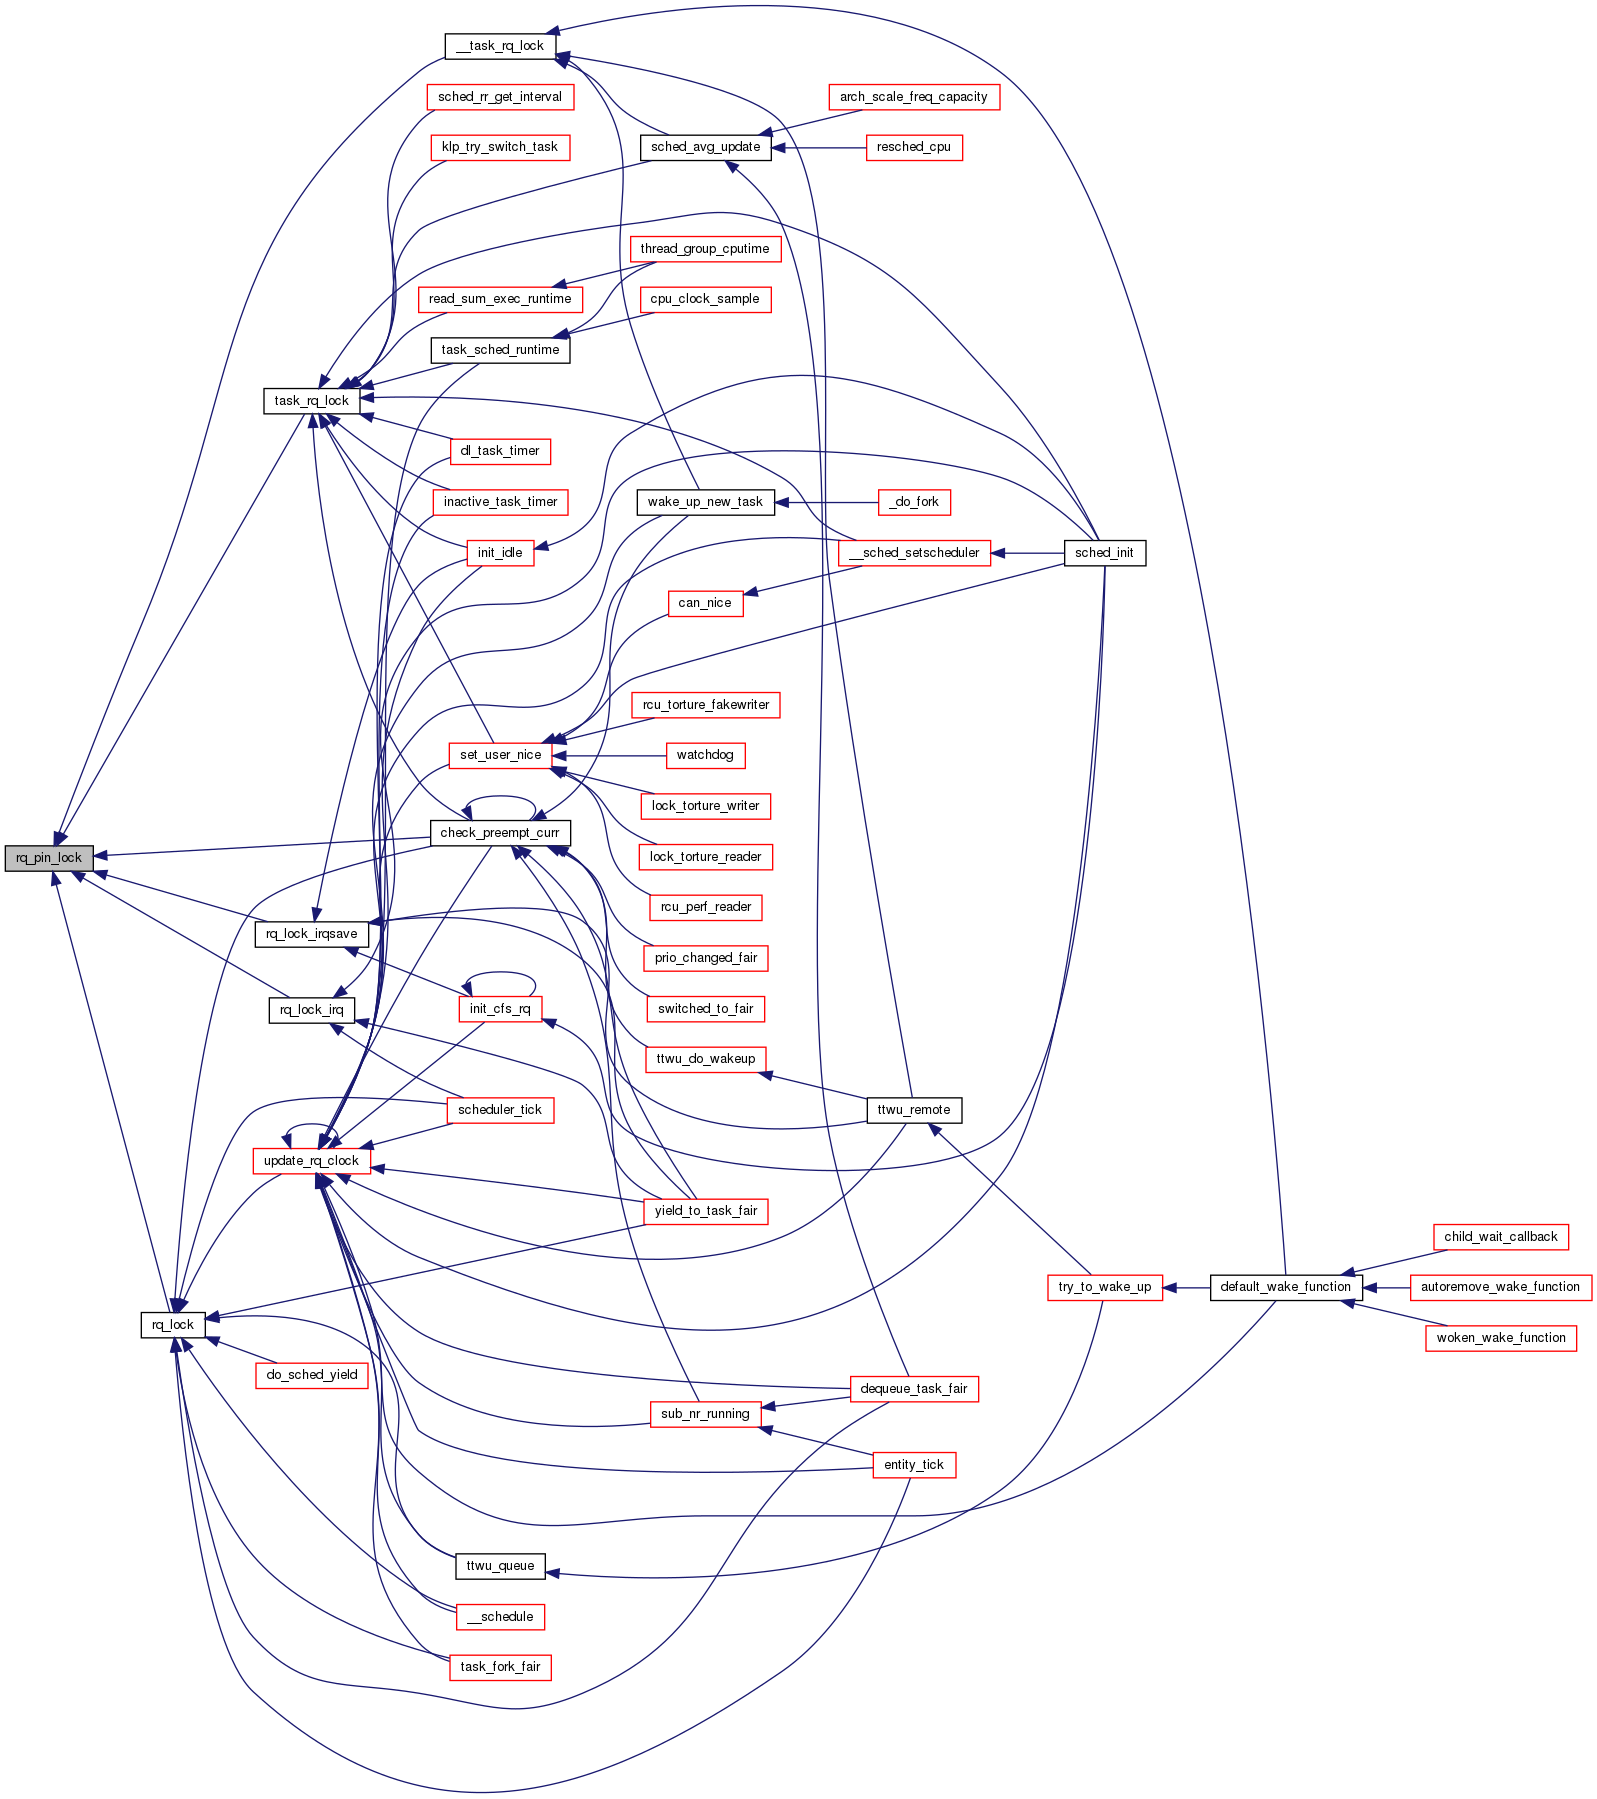 __task_rq_lock
sched_rr_get_interval
arch_scale_freq_capacity
klp_try_switch_task
sched_avg_update
resched_cpu
thread_group_cputime
read_sum_exec_runtime
cpu_clock_sample
task_sched_runtime
task_rq_lock
dl_task_timer
inactive_task_timer
wake_up_new_task
_do_fork
init_idle
__sched_setscheduler
sched_init
can_nice
rcu_torture_fakewriter
set_user_nice
watchdog
lock_torture_writer
check_preempt_curr
rq_pin_lock
lock_torture_reader
rcu_perf_reader
rq_lock_irqsave
prio_changed_fair
rq_lock_irq
init_cfs_rq
switched_to_fair
ttwu_do_wakeup
scheduler_tick
ttwu_remote
update_rq_clock
yield_to_task_fair
child_wait_callback
try_to_wake_up
default_wake_function
autoremove_wake_function
rq_lock
woken_wake_function
do_sched_yield
dequeue_task_fair
sub_nr_running
entity_tick
ttwu_queue
__schedule
task_fork_fair